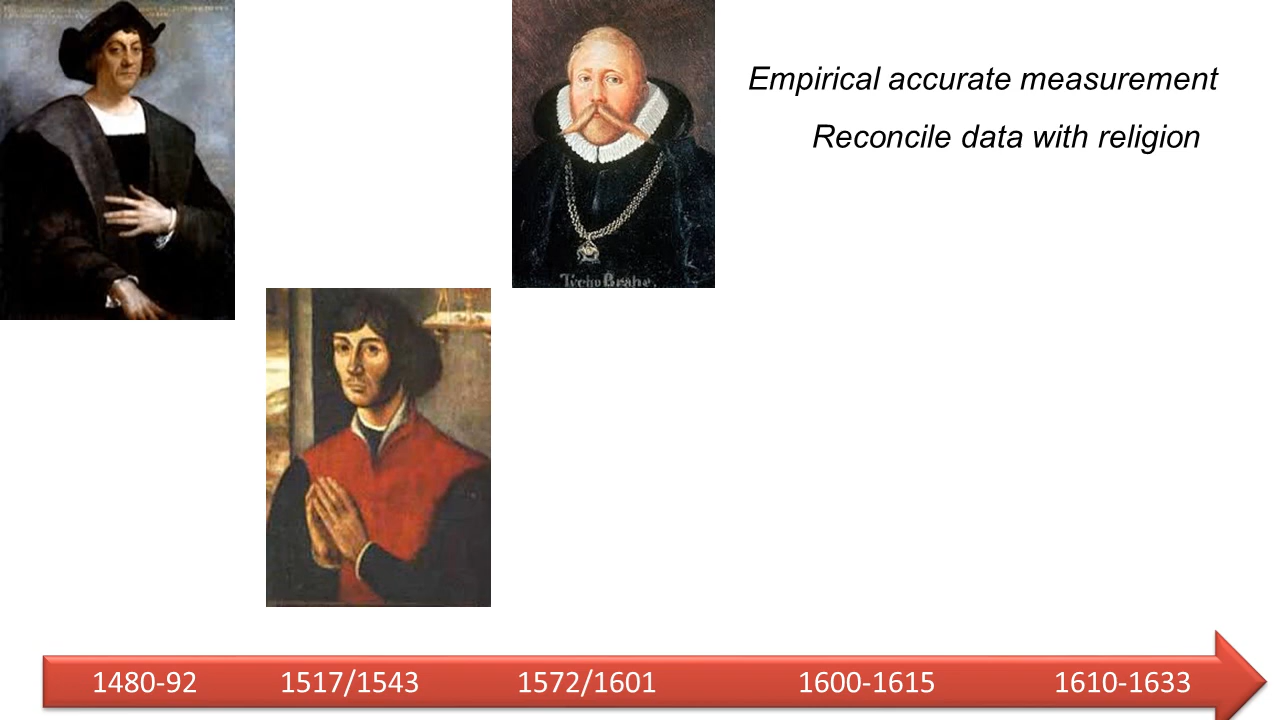 Empirical accurate measurement
Reconcile data with religion
Tycho Brahe.
1480-92 1517/1543 1572/1601 1600-1615 1610-1633